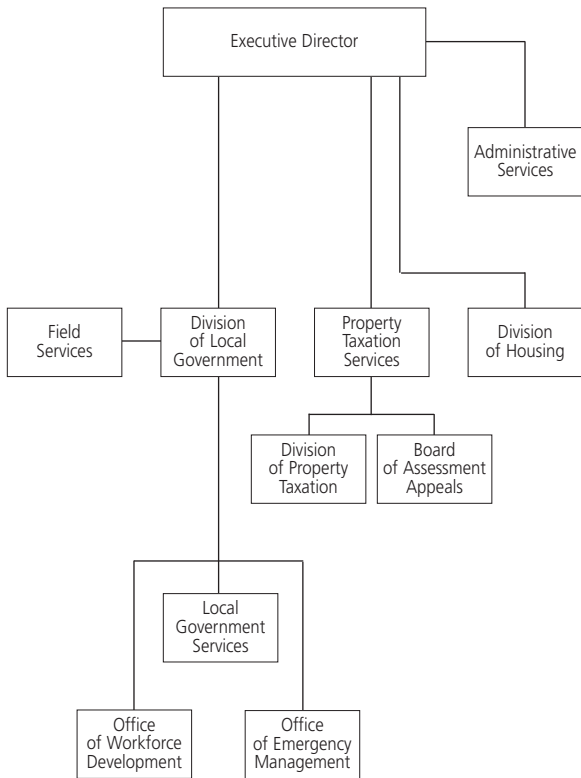 Executive Director
Administrative
Services
Field
Services
Division
of Local
Government
Property
Taxation
Services
Division
of Housing
Division
of Property
Taxation
Board
of Assessment
Appeals
Local
Government
Services
Office
of Workforce
Development
Office
of Emergency
Management